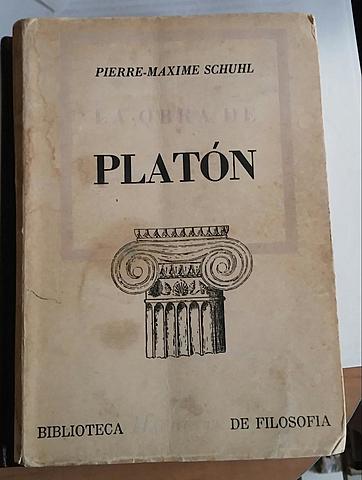 PIERRE-MAXIME SCHUHL
LA OBRA DE
PLATÓN
BIBLIOTECA DE FILOSOFIA